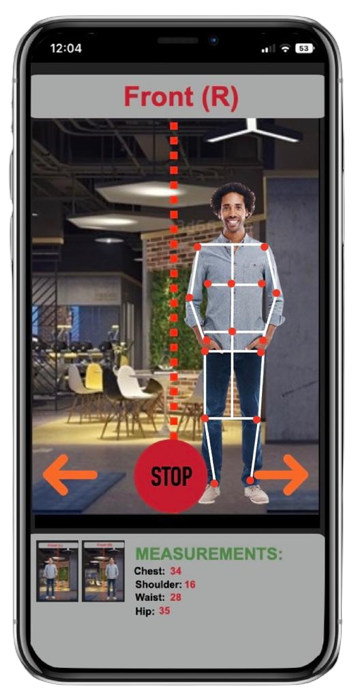 12:04
53
Front (R)
STOP
MEASUREMENTS:
Chest: 34
Shoulder: 16
Waist: 28
Hip: 35